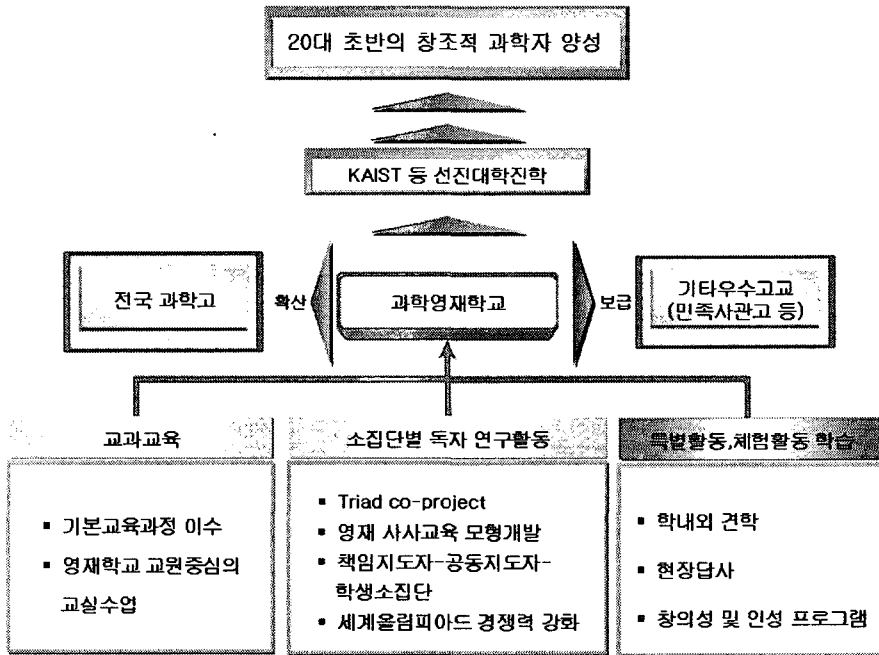 20대 초반의 창조적 과학자 양성
KAIST 등 선진대학진학
전국 과학고
확산
과학영재학교
보급
기타우수고교
(민족사관고 등)
교과교육
▪ 기본교육과정 이수
▪ 영재학교 교원중심의
교실수업
소집단별 독자 연구활동
▪ Triad co-project
▪ 영재 사사교육 모형개발
▪ 책임지도자-공동지도자-
학생소집단
▪ 세계올림피아드 경쟁력 강화
특별활동,체험활동 학습
▪ 학내외 견학
▪ 현장답사
▪ 창의성 및 인성 프로그램